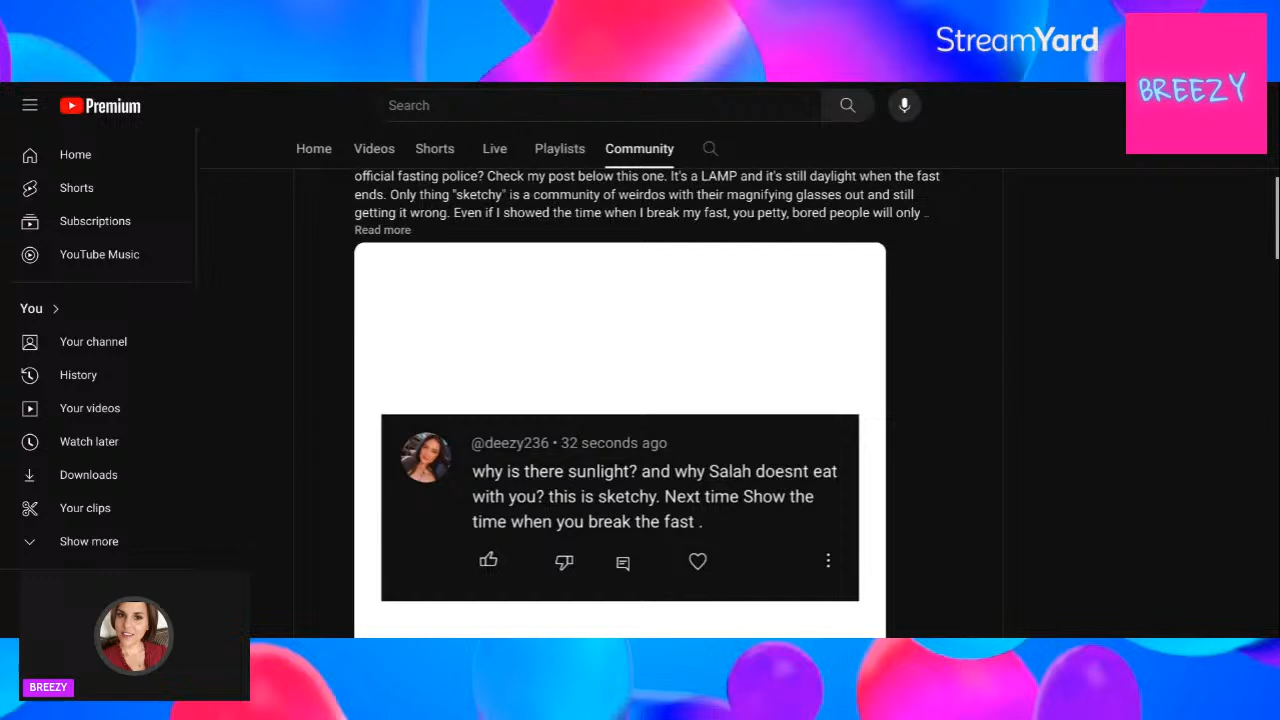 StreamYard
BREEZY
Premium
Search
Home
Videos
Shorts
Live
Playlists
Community
Home
Shorts
Subscriptions
YouTube Music
You
Your channel
History
Your videos
Watch later
Downloads
Your clips
Show more
official fasting police? Check my post below this one. It's a LAMP and it's still daylight when the fast
ends. Only thing "sketchy" is a community of weirdos with their magnifying glasses out and still
getting it wrong. Even if I showed the time when I break my fast, you petty, bored people will only ..
Read more
@deezy236 • 32 seconds ago
why is there sunlight? and why Salah doesnt eat
with you? this is sketchy. Next time Show the
time when you break the fast .
BREEZY